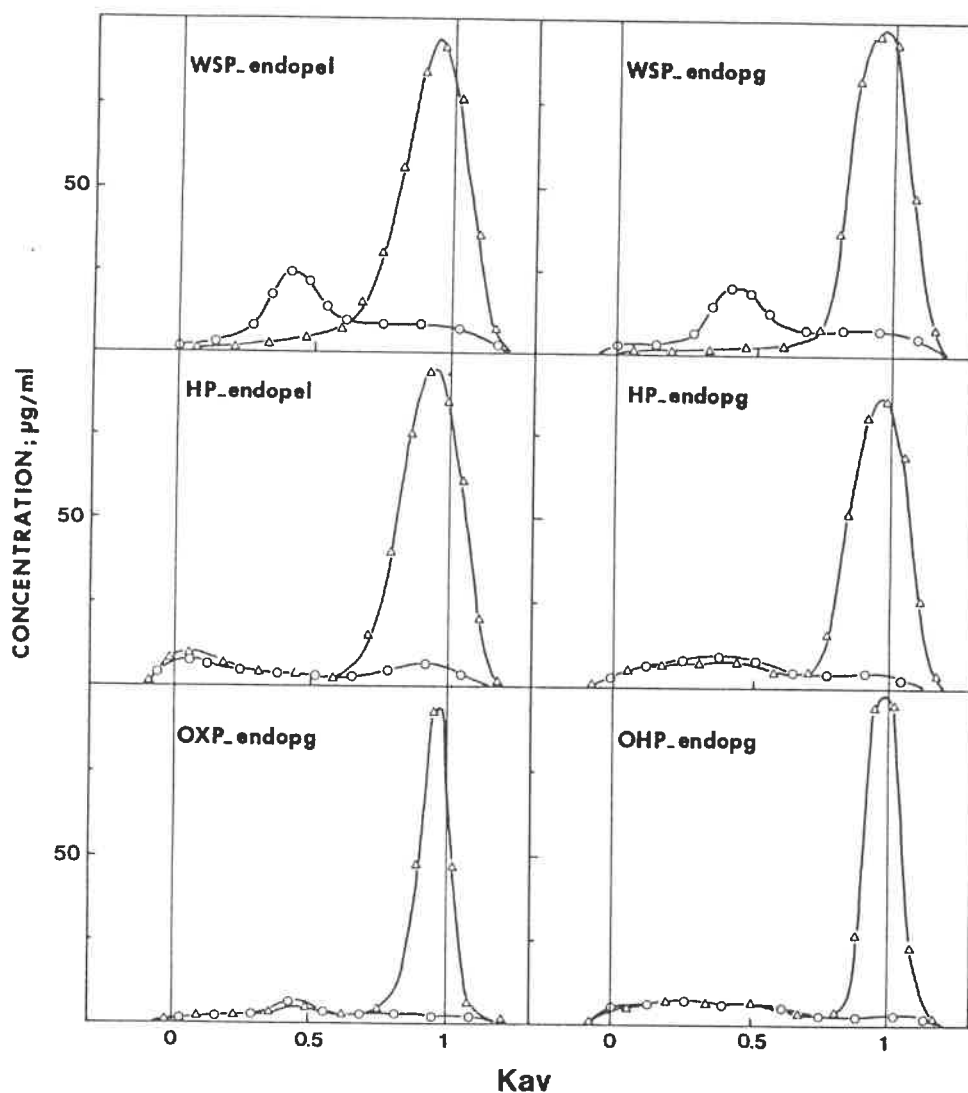 WSP_endopel
WSP_endopg
50
HP_endopel
HP_endopg
50
CONCENTRATION; µg/ml
OXP_endopg
OHP_endopg
50
0
0.5
1
0
0.5
1
Kav